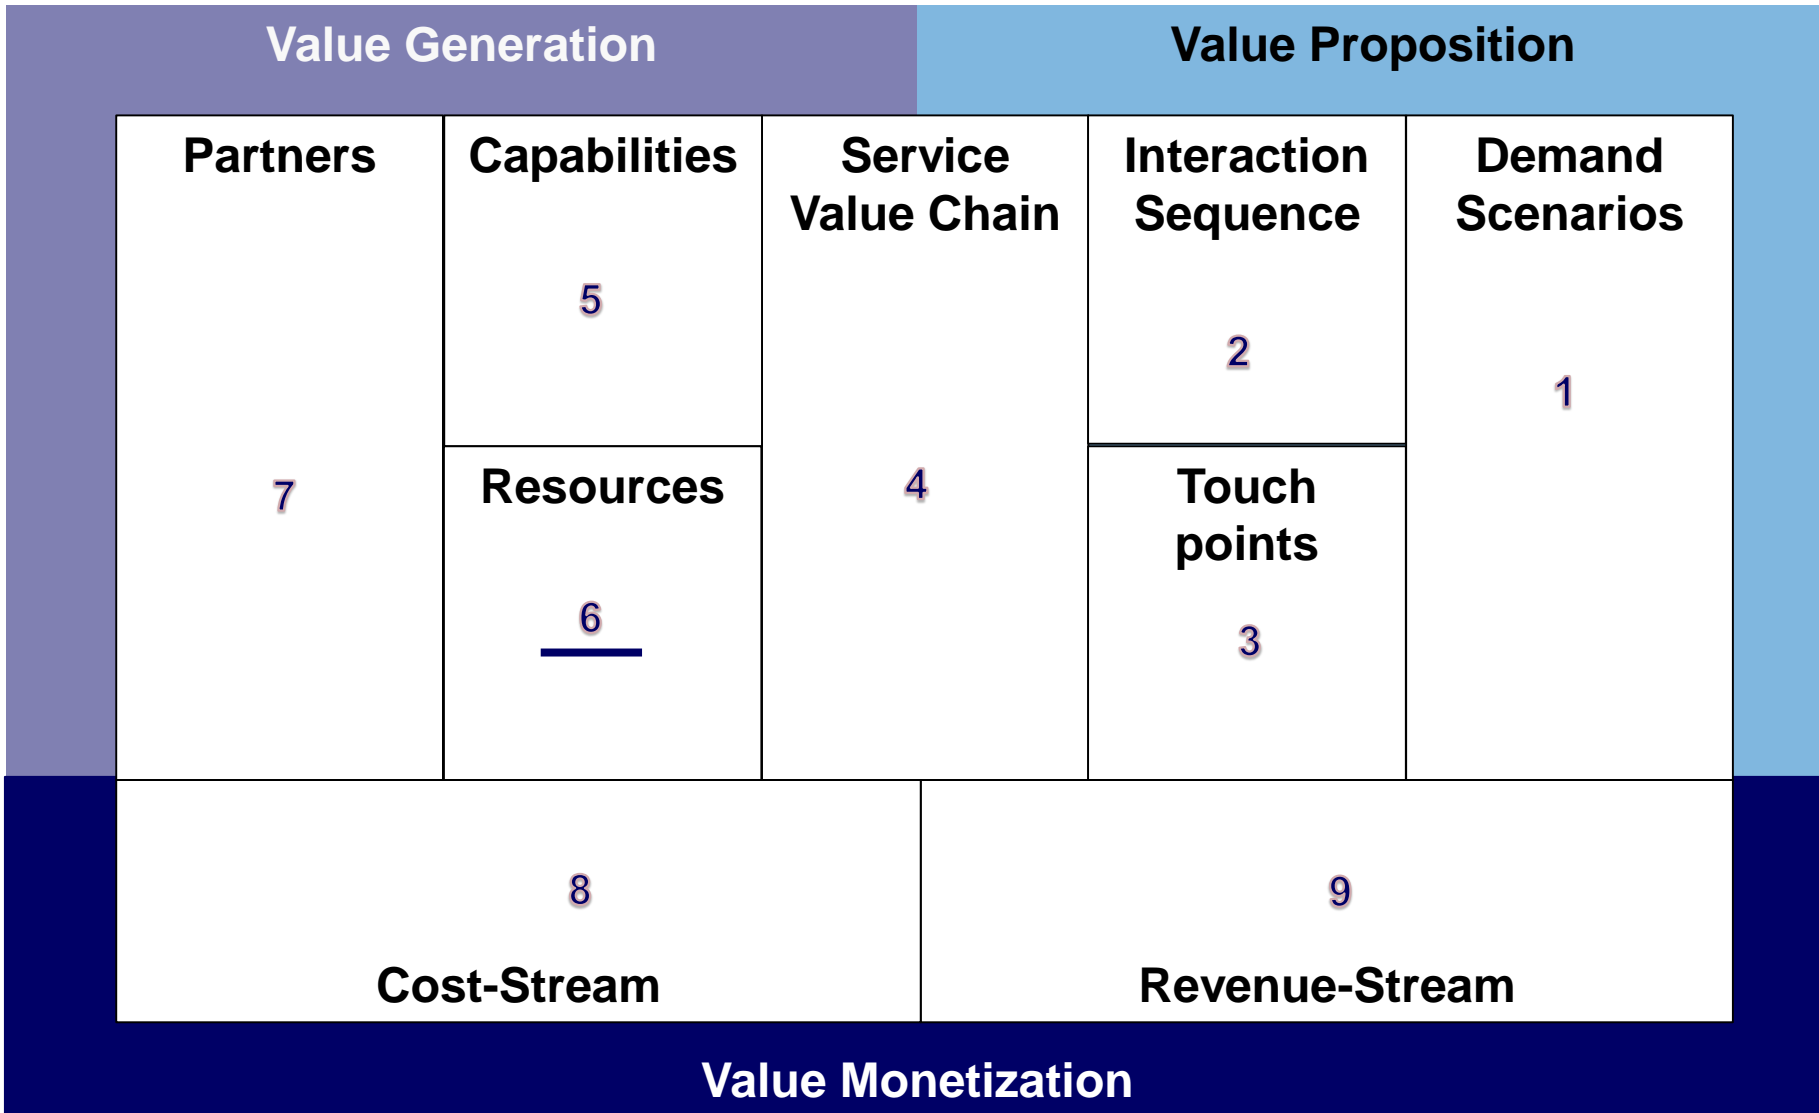 Value Generation
Value Proposition
Partners
7
Capabilities
5
Resources
6
Service
Value Chain
4
Interaction
Sequence
2
Touch
points
3
Demand
Scenarios
1
8
Cost-Stream
9
Revenue-Stream
Value Monetization